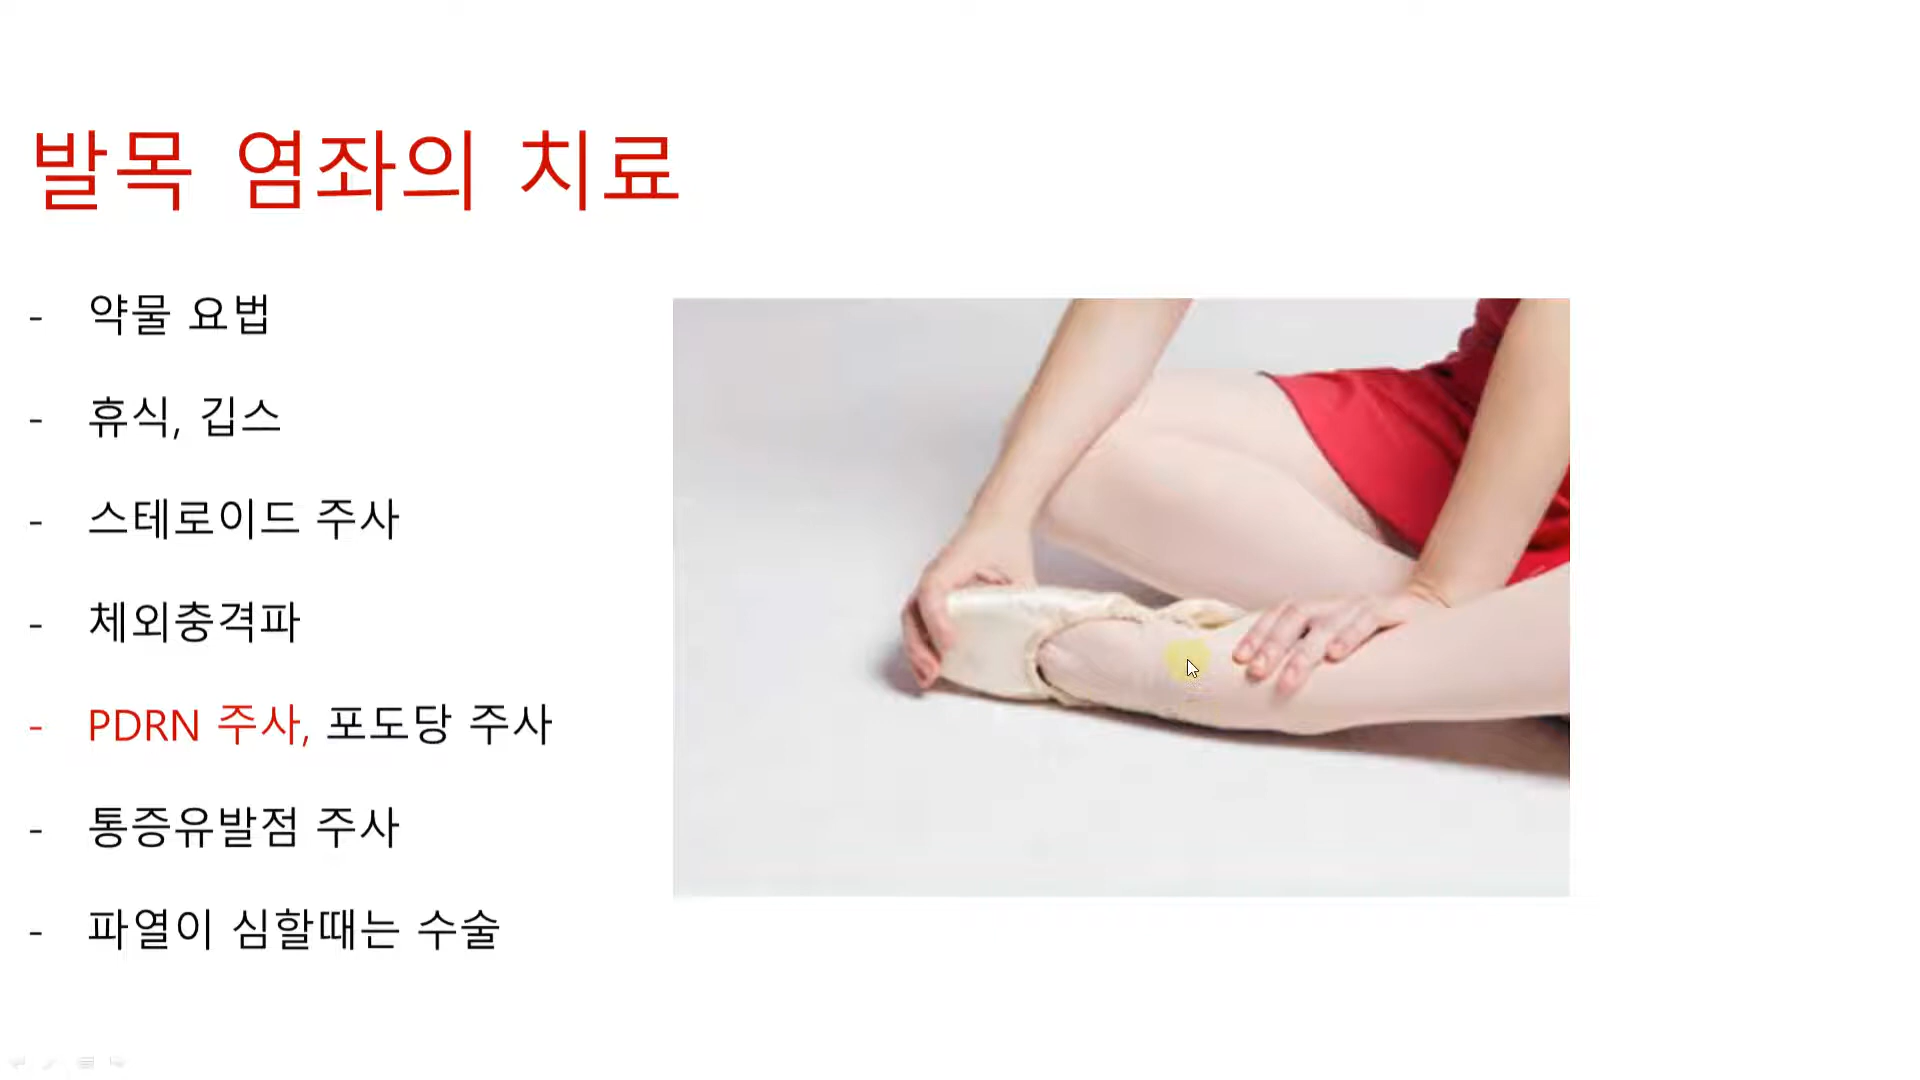 발목 염좌의 치료
- 약물 요법
- 휴식, 깁스
- 스테로이드 주사
- 체외충격파
- PDRN 주사, 포도당 주사
- 통증유발점 주사
- 파열이 심할때는 수술